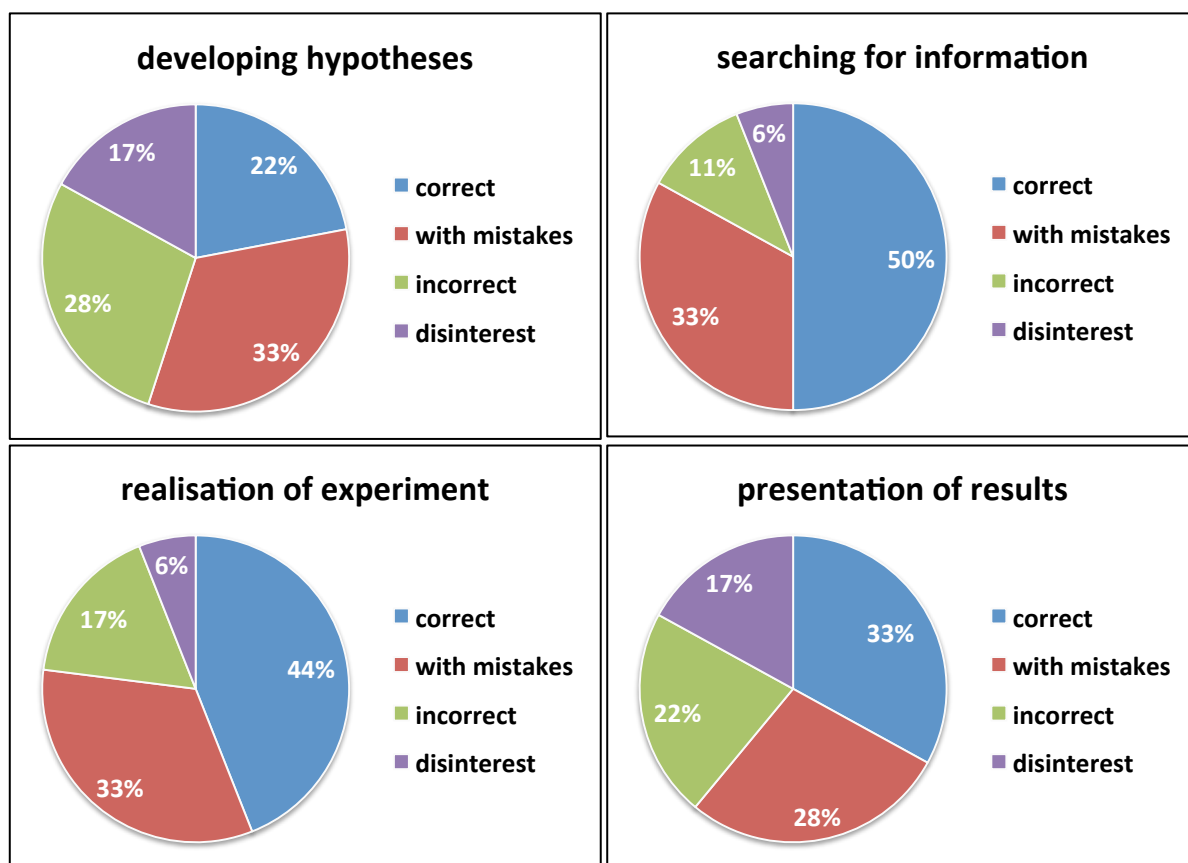 developing hypotheses
17%
22%
28%
33%
correct
with mistakes
incorrect
disinterest
searching for information
6%
11%
50%
33%
correct
with mistakes
incorrect
disinterest
realisation of experiment
6%
17%
44%
33%
correct
with mistakes
incorrect
disinterest
presentation of results
17%
33%
22%
28%
correct
with mistakes
incorrect
disinterest